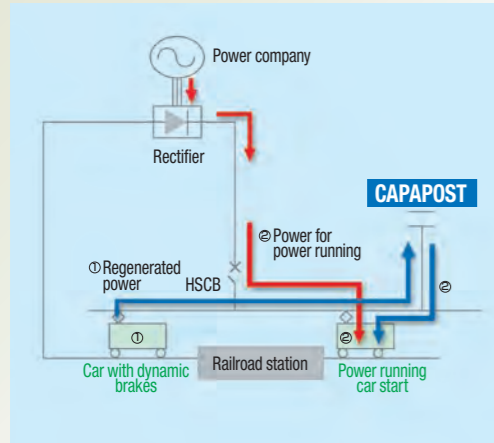 Power company
Rectifier
CAPAPOST
②Power for
power running
①Regenerated
power
HSCB
②
①
②
Car with dynamic
brakes
Railroad station
Power running
car start